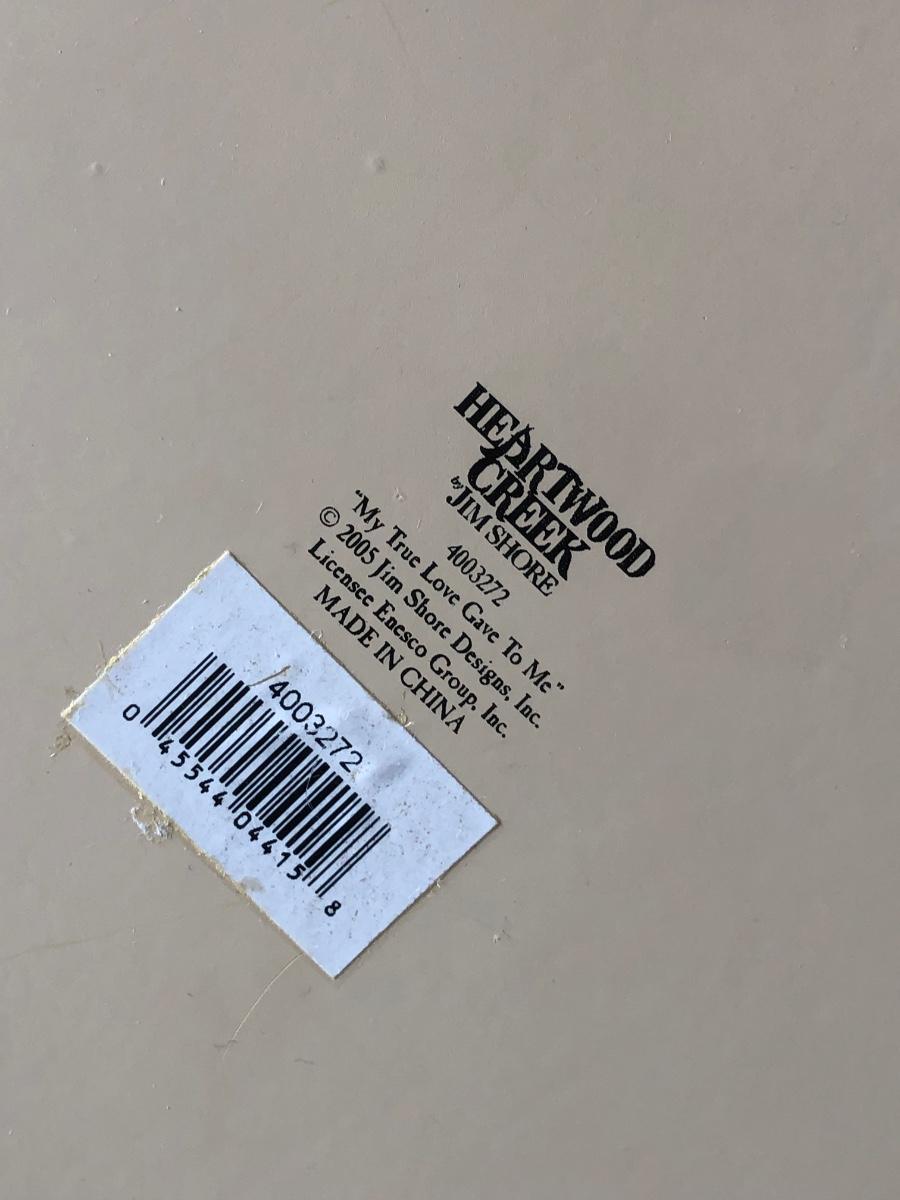 HEARTWOOD
CREEK
by JIM SHORE
4003272
"My True Love Gave To Me"
© 2005 Jim Shore Designs, Inc.
Licensee Enesco Group, Inc.
MADE IN CHINA
4003272
0 45544 04415 8